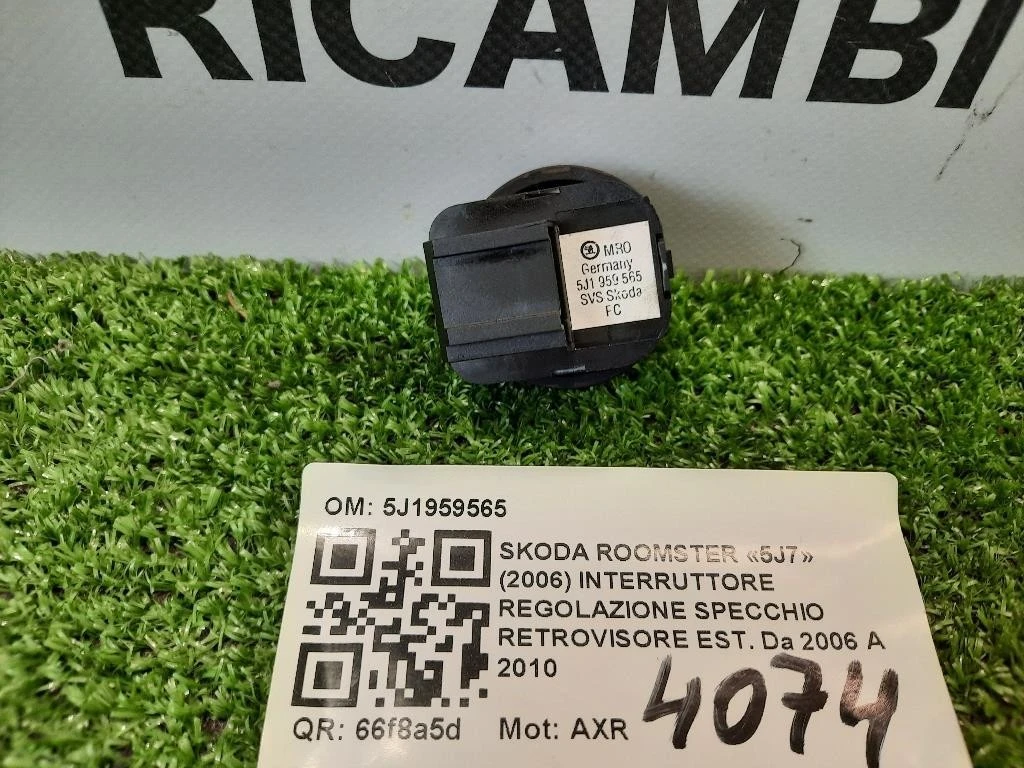 RICAMBI
MRO
Germany
5J1 959 565
SVS Skoda
FC
OM: 5J1959565
SKODA ROOMSTER «5J7»
(2006) INTERRUTTORE
REGOLAZIONE SPECCHIO
RETROVISORE EST. Da 2006 A
2010
4074
QR: 66f8a5d Mot: AXR